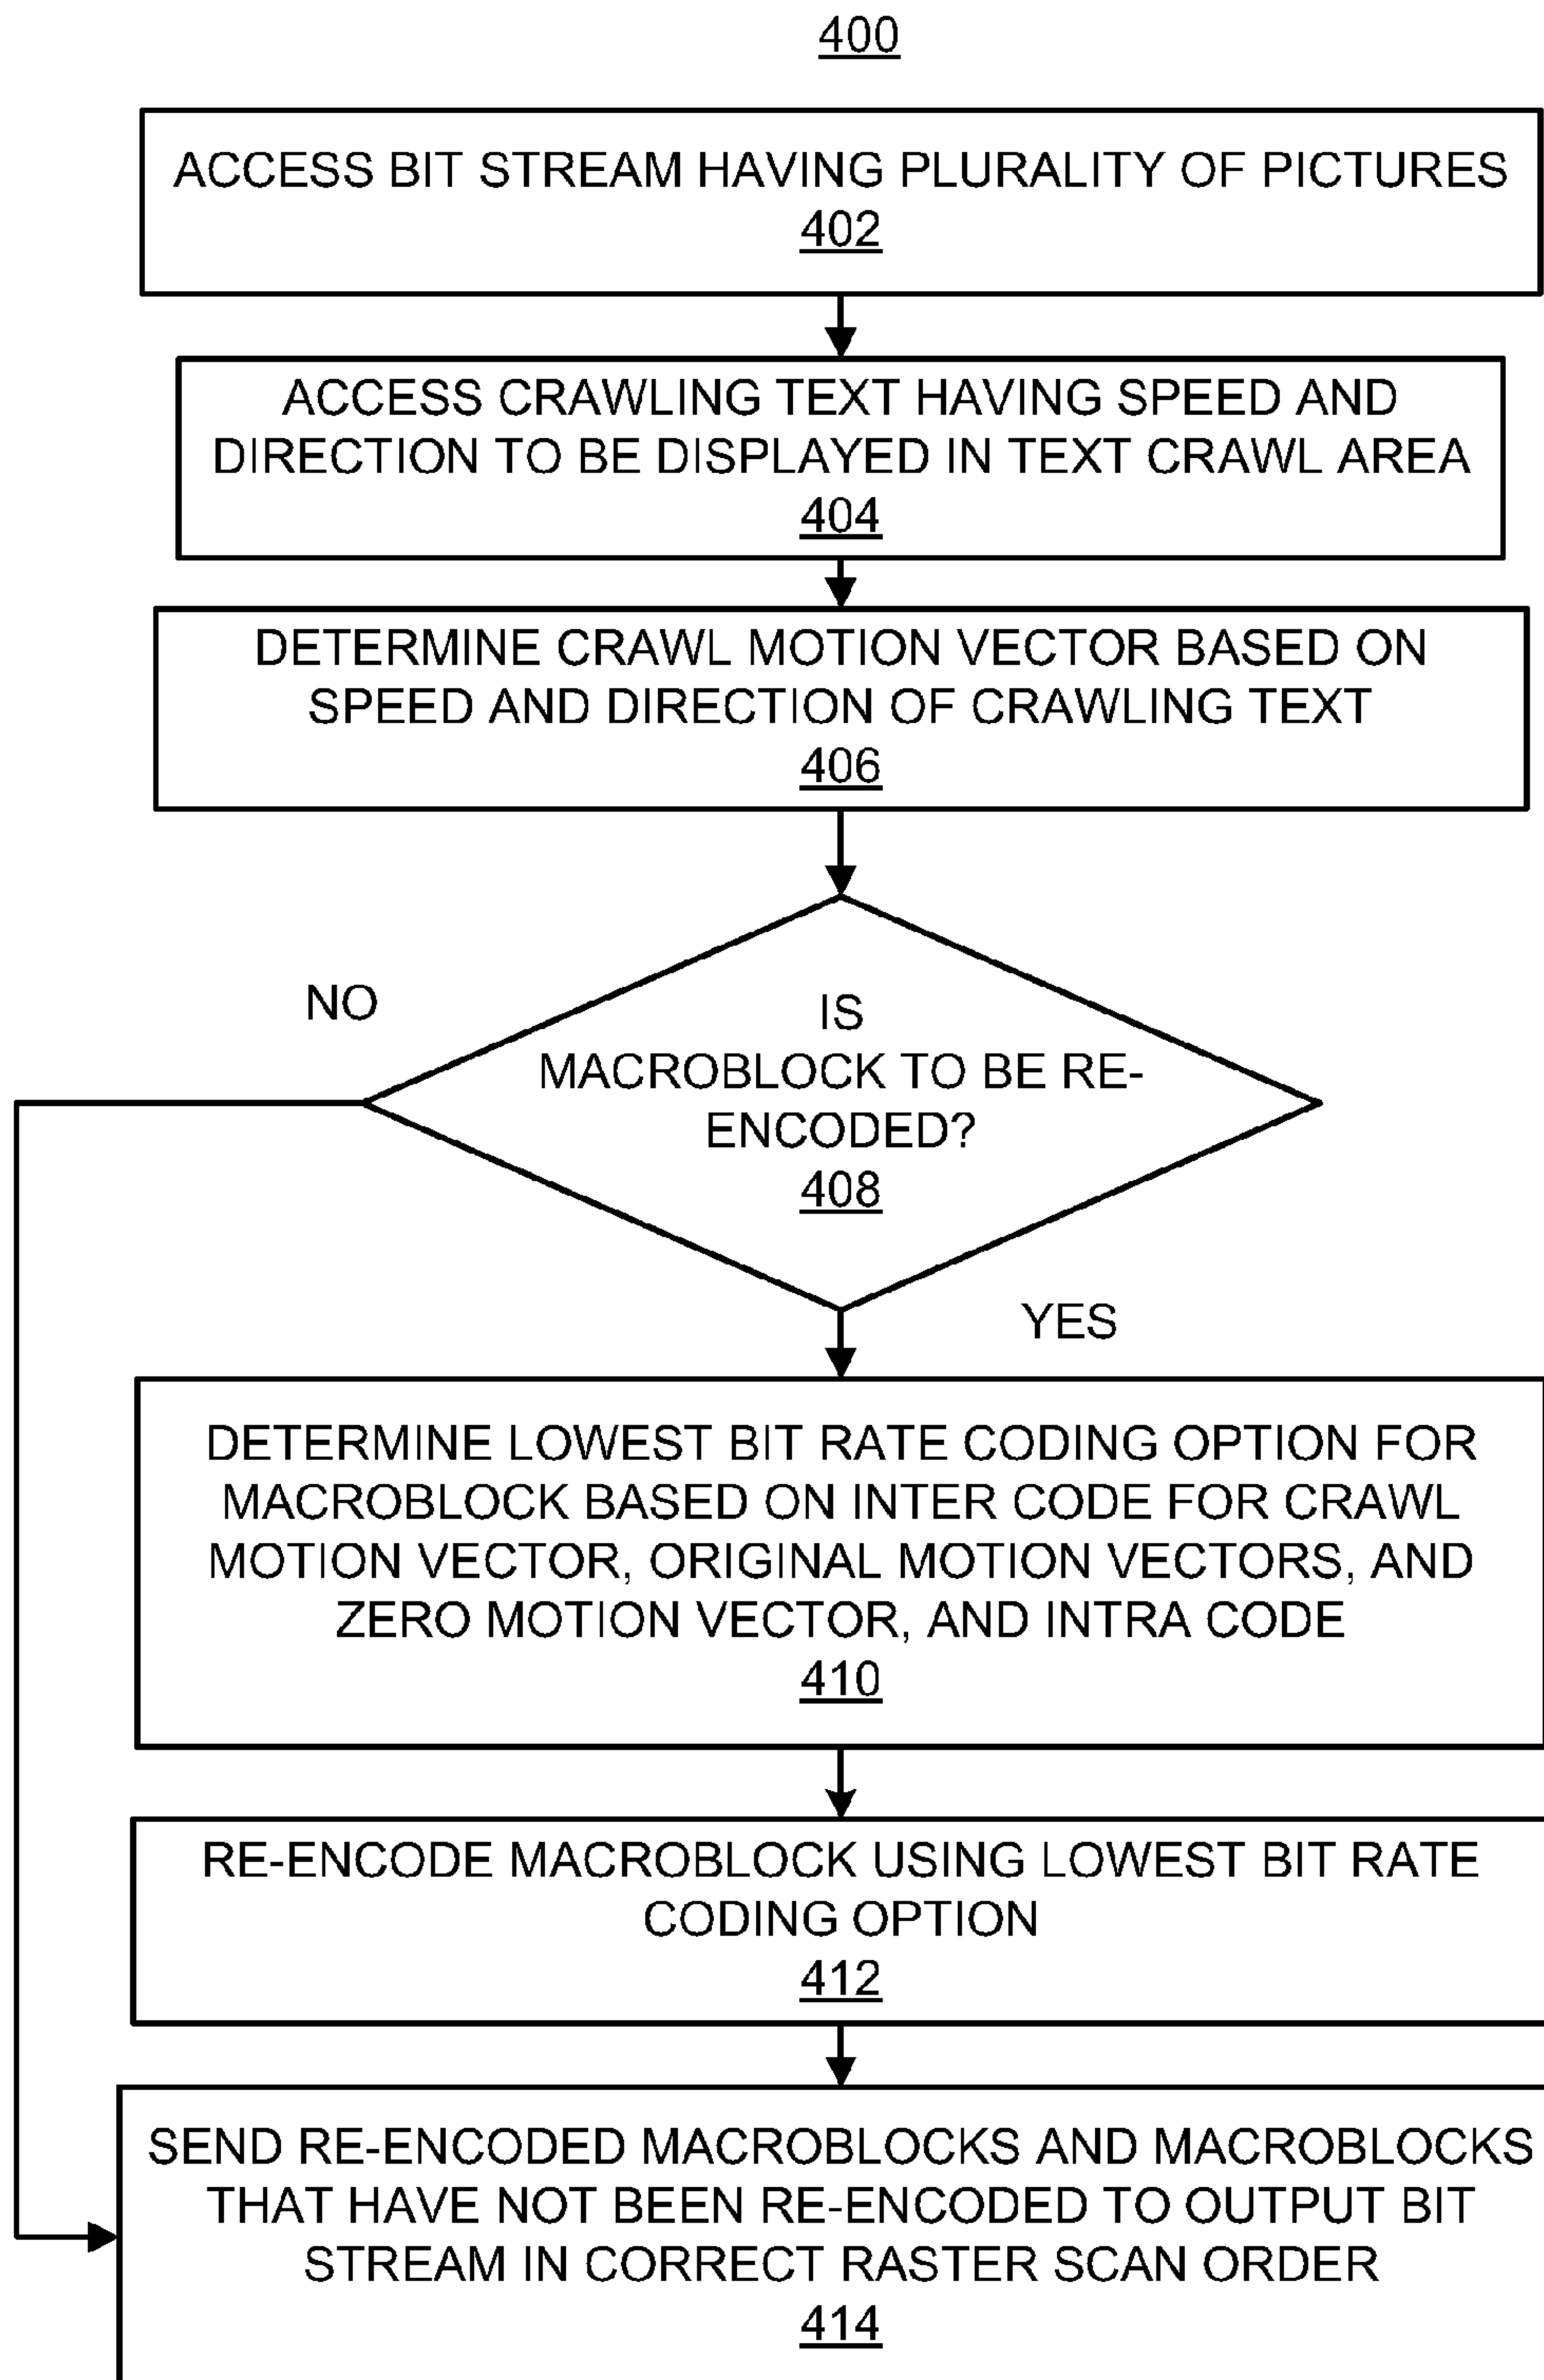 400
ACCESS BIT STREAM HAVING PLURALITY OF PICTURES
402
ACCESS CRAWLING TEXT HAVING SPEED AND
DIRECTION TO BE DISPLAYED IN TEXT CRAWL AREA
404
DETERMINE CRAWL MOTION VECTOR BASED ON
SPEED AND DIRECTION OF CRAWLING TEXT
406
NO
IS
MACROBLOCK TO BE RE-
ENCODED?
408
YES
DETERMINE LOWEST BIT RATE CODING OPTION FOR
MACROBLOCK BASED ON INTER CODE FOR CRAWL
MOTION VECTOR, ORIGINAL MOTION VECTORS, AND
ZERO MOTION VECTOR, AND INTRA CODE
410
RE-ENCODE MACROBLOCK USING LOWEST BIT RATE
CODING OPTION
412
SEND RE-ENCODED MACROBLOCKS AND MACROBLOCKS
THAT HAVE NOT BEEN RE-ENCODED TO OUTPUT BIT
STREAM IN CORRECT RASTER SCAN ORDER
414